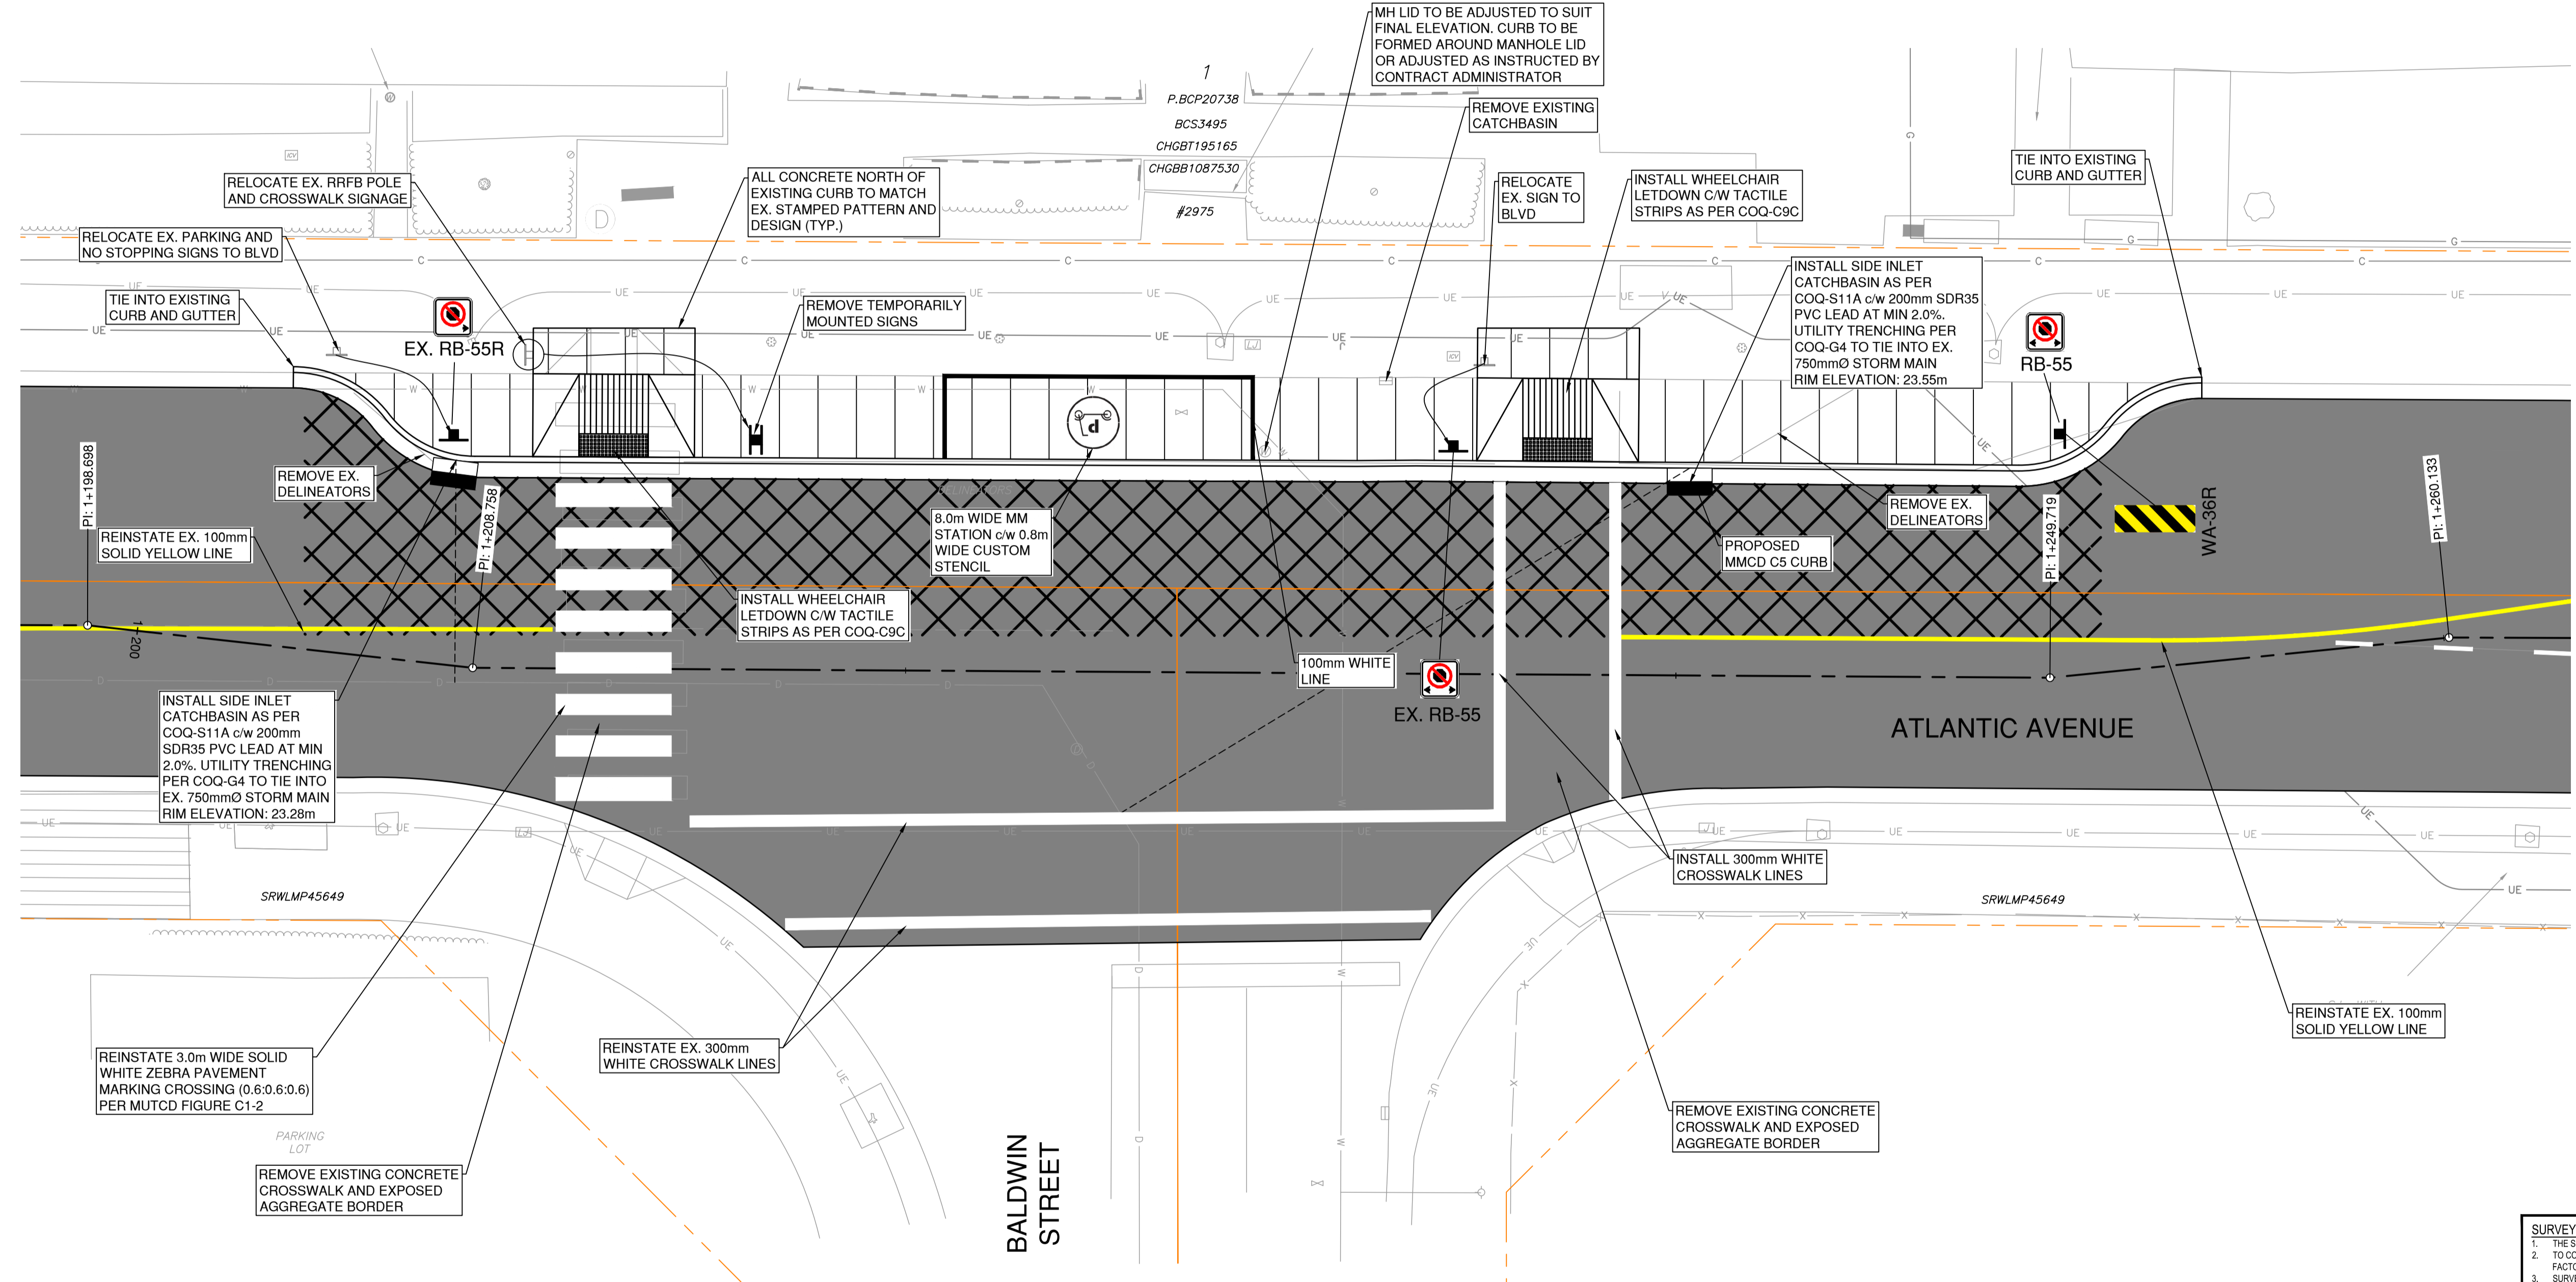 MH LID TO BE ADJUSTED TO SUIT
FINAL ELEVATION. CURB TO BE
FORMED AROUND MANHOLE LID
OR ADJUSTED AS INSTRUCTED BY
CONTRACT ADMINISTRATOR
1
P.BCP20738
BCS3495
CHGBT195165
CHGBB1087530
#2975
REMOVE EXISTING
CATCHBASIN
TIE INTO EXISTING
CURB AND GUTTER
RELOCATE EX. RRFB POLE
AND CROSSWALK SIGNAGE
ALL CONCRETE NORTH OF
EXISTING CURB TO MATCH
EX. STAMPED PATTERN AND
DESIGN (TYP.)
RELOCATE
EX. SIGN TO
BLVD
INSTALL WHEELCHAIR
LETDOWN C/W TACTILE
STRIPS AS PER COQ-C9C
RELOCATE EX. PARKING AND
NO STOPPING SIGNS TO BLVD
TIE INTO EXISTING
CURB AND GUTTER
EX. RB-55R
REMOVE TEMPORARILY
MOUNTED SIGNS
INSTALL SIDE INLET
CATCHBASIN AS PER
COQ-S11A c/w 200mm SDR35
PVC LEAD AT MIN 2.0%.
UTILITY TRENCHING PER
COQ-G4 TO TIE INTO EX.
750mmØ STORM MAIN
RIM ELEVATION: 23.55m
RB-55
PI: 1+198.698
REMOVE EX.
DELINEATORS
PI: 1+208.758
REINSTATE EX. 100mm
SOLID YELLOW LINE
DELINEATORS
8.0m WIDE MM
STATION c/w 0.8m
WIDE CUSTOM
STENCIL
REMOVE EX.
DELINEATORS
PROPOSED
MMCD C5 CURB
PI: 1+249.719
WA-36R
PI: 1+260.133
INSTALL WHEELCHAIR
LETDOWN C/W TACTILE
STRIPS AS PER COQ-C9C
1+200
100mm WHITE
LINE
EX. RB-55
ATLANTIC AVENUE
INSTALL SIDE INLET
CATCHBASIN AS PER
COQ-S11A c/w 200mm
SDR35 PVC LEAD AT MIN
2.0%. UTILITY TRENCHING
PER COQ-G4 TO TIE INTO
EX. 750mmØ STORM MAIN
RIM ELEVATION: 23.28m
SRWLMP45649
INSTALL 300mm WHITE
CROSSWALK LINES
SRWLMP45649
REINSTATE EX. 100mm
SOLID YELLOW LINE
REINSTATE 3.0m WIDE SOLID
WHITE ZEBRA PAVEMENT
MARKING CROSSING (0.6:0.6:0.6)
PER MUTCD FIGURE C1-2
REINSTATE EX. 300mm
WHITE CROSSWALK LINES
REMOVE EXISTING CONCRETE
CROSSWALK AND EXPOSED
AGGREGATE BORDER
PARKING
LOT
REMOVE EXISTING CONCRETE
CROSSWALK AND EXPOSED
AGGREGATE BORDER
BALDWIN
STREET
SURVEY
1. THE S
2. TO CO
FACTO
3. SURV